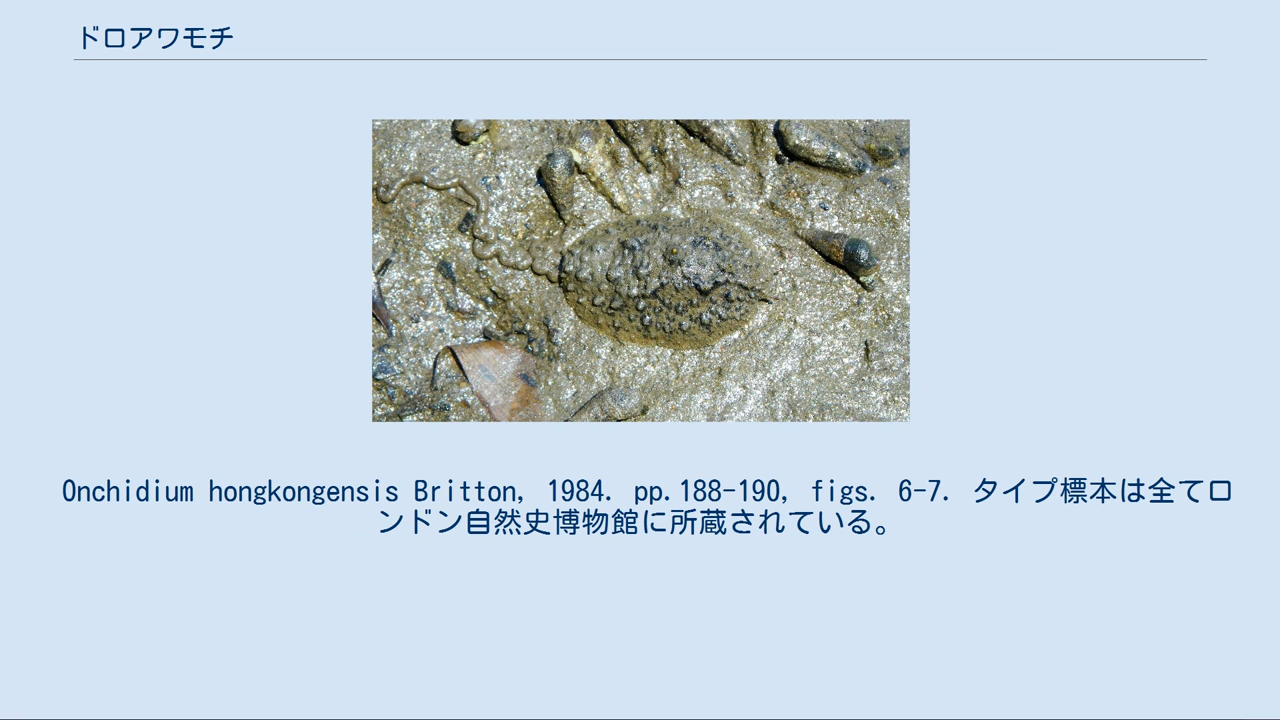 ドロアワモチ
Onchidium hongkongensis Britton, 1984. pp.188-190, figs. 6-7. タイプ標本は全てロ
ンドン自然史博物館に所蔵されている。